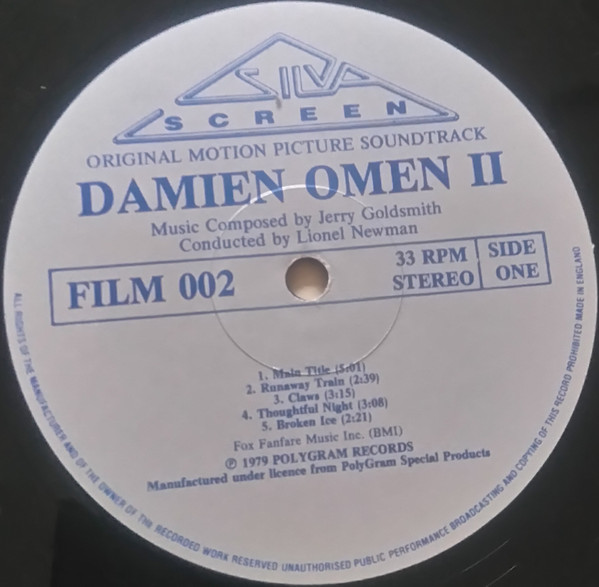 SILVA
SCREEN
ORIGINAL MOTION PICTURE SOUNDTRACK
DAMIEN OMEN II
Music Composed by Jerry Goldsmith
Conducted by Lionel Newman
FILM 002
33 RPM
STEREO
SIDE
ONE
1. Main Title (5:01)
2. Runaway Train (2:39)
3. Claws (3:15)
4. Thoughtful Night (3:08)
5. Broken Ice (2:21)
Fox Fanfare Music Inc. (BMI)
℗ 1979 POLYGRAM RECORDS
Manufactured under licence from PolyGram Special Products
ALL RIGHTS OF THE MANUFACTURER AND OF THE OWNER OF THE RECORDED WORK RESERVED UNAUTHORISED PUBLIC PERFORMANCE BROADCASTING AND COPYING OF THIS RECORD PROHIBITED MADE IN ENGLAND